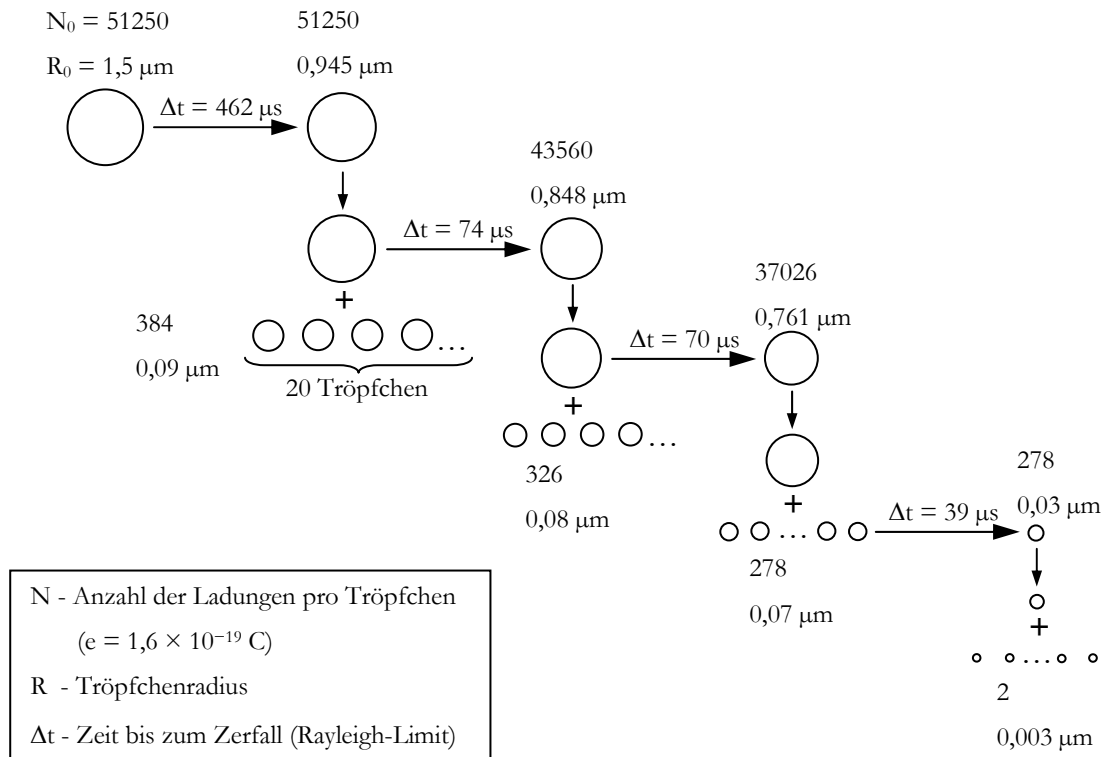 N₀ = 51250
R₀ = 1,5 µm
51250
0,945 µm
Δt = 462 µs
43560
0,848 µm
Δt = 74 µs
+
384
0,09 µm
...
20 Tröpfchen
37026
0,761 µm
Δt = 70 µs
+
...
326
0,08 µm
278
0,03 µm
+
Δt = 39 µs
...
278
0,07 µm
+
...
2
0,003 µm
N - Anzahl der Ladungen pro Tröpfchen
(e = 1,6 × 10⁻¹⁹ C)
R - Tröpfchenradius
Δt - Zeit bis zum Zerfall (Rayleigh-Limit)